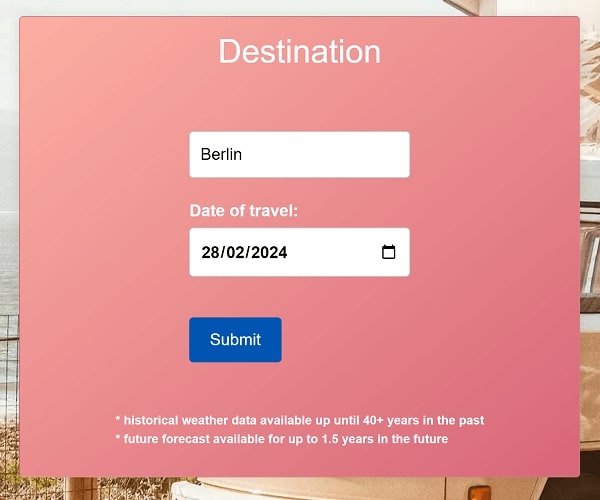 Destination
Berlin
Date of travel:
28/02/2024
Submit
* historical weather data available up until 40+ years in the past
* future forecast available for up to 1.5 years in the future